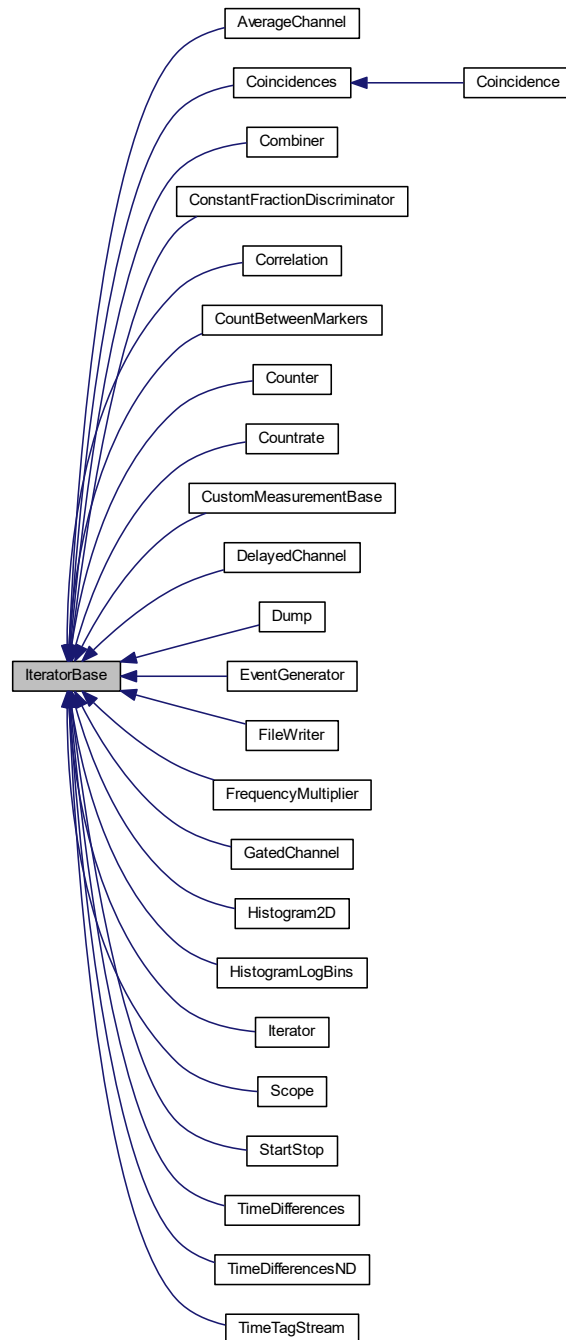 AverageChannel
Coincidences
Coincidence
Combiner
ConstantFractionDiscriminator
Correlation
CountBetweenMarkers
Counter
Countrate
CustomMeasurementBase
DelayedChannel
Dump
IteratorBase
EventGenerator
FileWriter
FrequencyMultiplier
GatedChannel
Histogram2D
HistogramLogBins
Iterator
Scope
StartStop
TimeDifferences
TimeDifferencesND
TimeTagStream